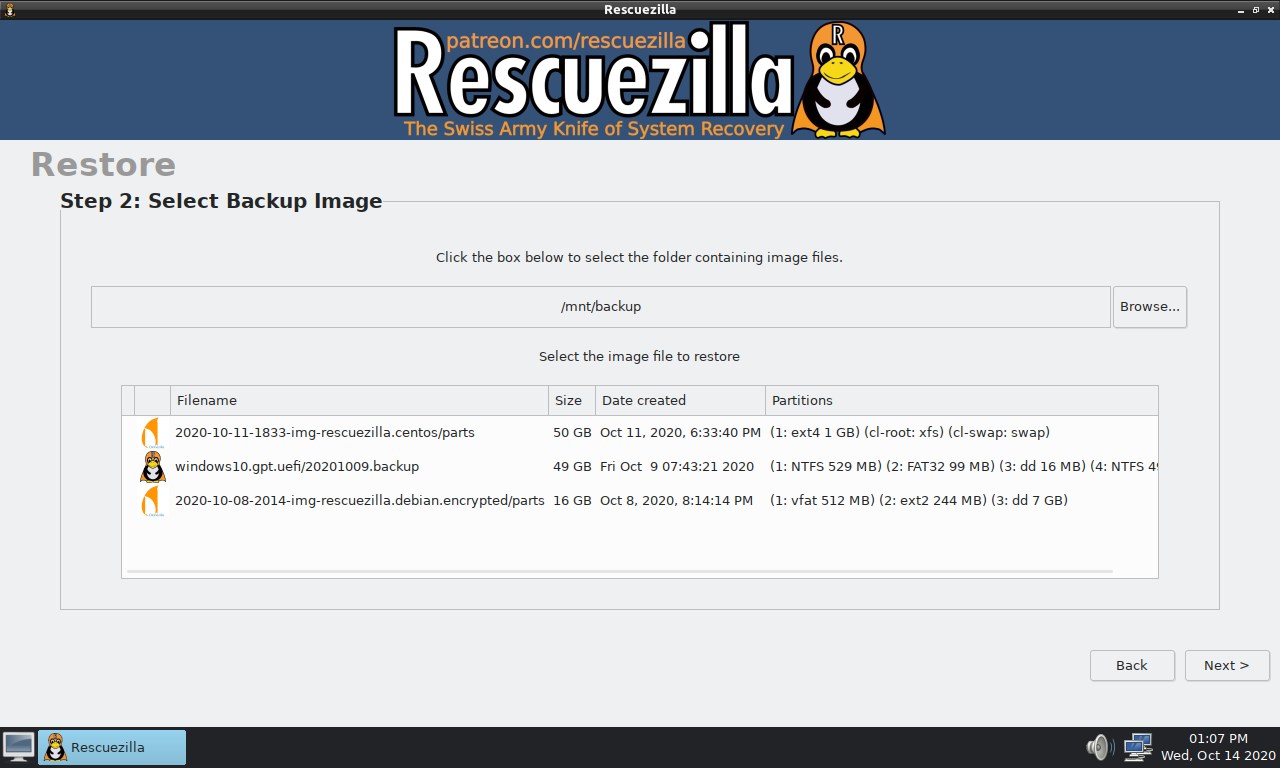 Rescuezilla
patreon.com/rescuezilla
Rescuezilla
R
The Swiss Army Knife of System Recovery
Restore
Step 2: Select Backup Image
Click the box below to select the folder containing image files.
/mnt/backup Browse...
Select the image file to restore
Filename Size Date created Partitions
2020-10-11-1833-img-rescuezilla.centos/parts 50 GB Oct 11, 2020, 6:33:40 PM (1: ext4 1 GB) (cl-root: xfs) (cl-swap: swap)
windows10.gpt.uefi/20201009.backup 49 GB Fri Oct  9 07:43:21 2020 (1: NTFS 529 MB) (2: FAT32 99 MB) (3: dd 16 MB) (4: NTFS 49
2020-10-08-2014-img-rescuezilla.debian.encrypted/parts 16 GB Oct 8, 2020, 8:14:14 PM (1: vfat 512 MB) (2: ext2 244 MB) (3: dd 7 GB)
Back Next >
Rescuezilla
01:07 PM
Wed, Oct 14 2020